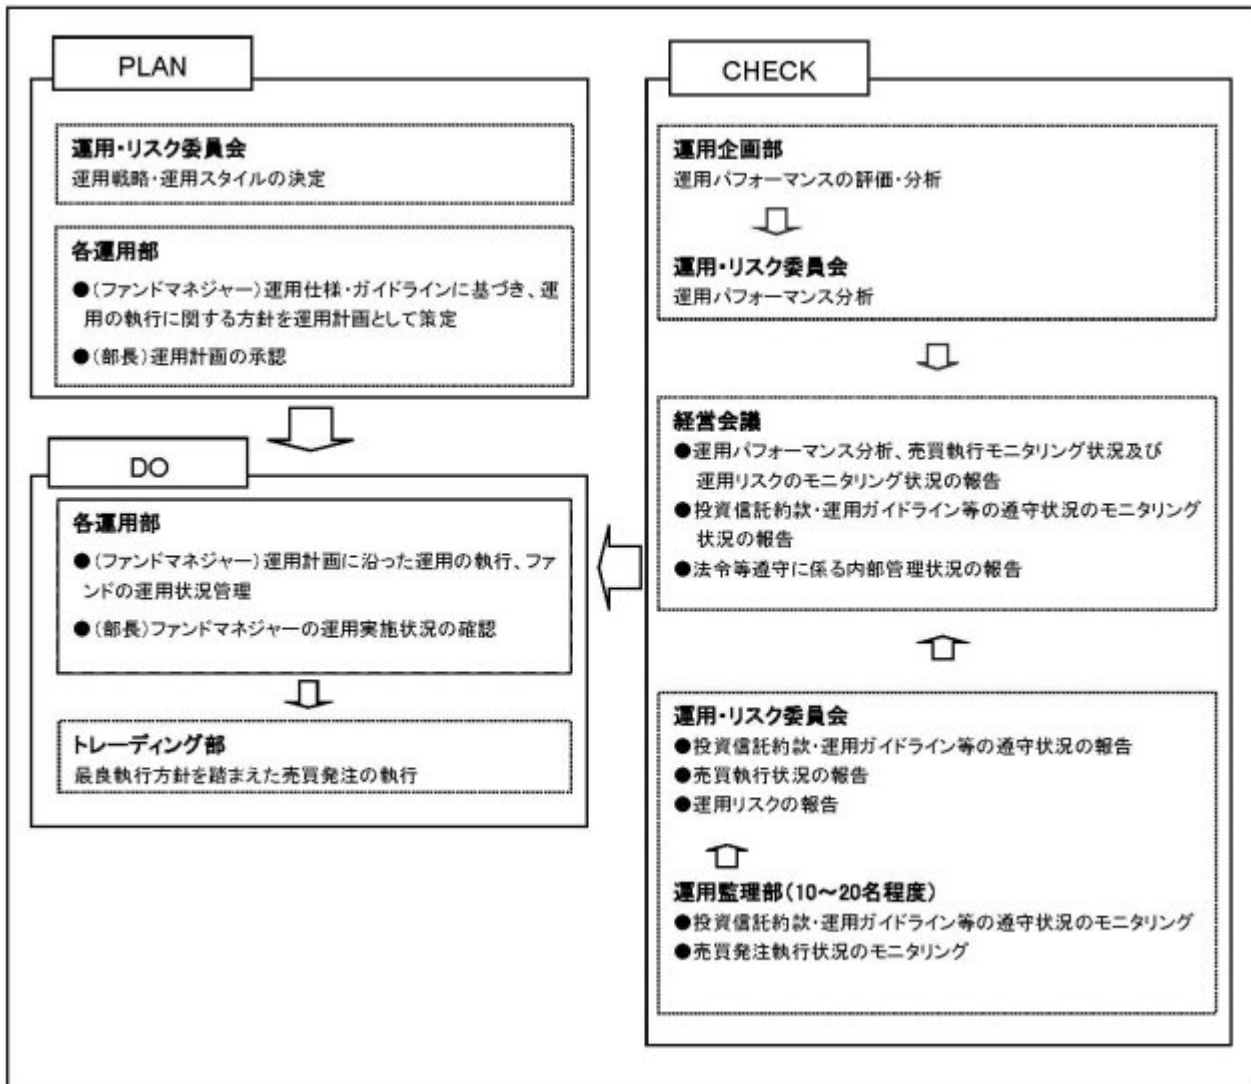 PLAN
運用・リスク委員会
運用戦略・運用スタイルの決定
各運用部
●(ファンドマネジャー)運用仕様・ガイドラインに基づき、運
用の執行に関する方針を運用計画として策定
●(部長)運用計画の承認
DO
各運用部
●(ファンドマネジャー)運用計画に沿った運用の執行、ファ
ンドの運用状況管理
●(部長)ファンドマネジャーの運用実施状況の確認
トレーディング部
最良執行方針を踏まえた売買発注の執行
CHECK
運用企画部
運用パフォーマンスの評価・分析
運用・リスク委員会
運用パフォーマンス分析
経営会議
●運用パフォーマンス分析、売買執行モニタリング状況及び
運用リスクのモニタリング状況の報告
●投資信託約款・運用ガイドライン等の遵守状況のモニタリング
状況の報告
●法令等遵守に係る内部管理状況の報告
運用・リスク委員会
●投資信託約款・運用ガイドライン等の遵守状況の報告
●売買執行状況の報告
●運用リスクの報告
運用監理部(10～20名程度)
●投資信託約款・運用ガイドライン等の遵守状況のモニタリング
●売買発注執行状況のモニタリング